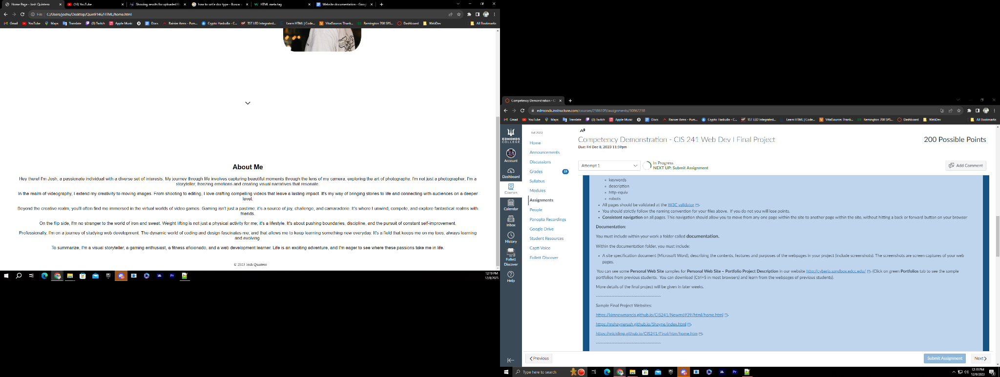 Home Page - Josh Quintero
(16) YouTube
Showing results for uploaded fil
how to wrtie doc type - Buscar
HTML meta tag
Website documentation - Googl
File C:/Users/joshu/Desktop/Quin9146/HTML/home.html
Gmail YouTube Maps Translate (3) Twitch Apple Music Docs Rainier Arms - Purs... Crypto Hasbulla - C... TST LED Integrated... Learn HTML | Code... VitalSource: Thank... Remington 700 SPS... Dashboard WebDev All Bookmarks
About Me
Hey there! I'm Josh, a passionate individual with a diverse set of interests. My journey through life involves capturing beautiful moments through the lens of my camera, exploring the art of photography. I'm not just a photographer; I'm a
storyteller, freezing emotions and creating visual narratives that resonate.
In the realm of videography, I extend my creativity to moving images. From shooting to editing, I love crafting compelling videos that leave a lasting impact. It's my way of bringing stories to life and connecting with audiences on a deeper
level.
Beyond the creative realm, you'll often find me immersed in the virtual worlds of video games. Gaming isn't just a pastime; it's a source of joy, challenge, and camaraderie. It's where I unwind, compete, and explore fantastical realms with
friends.
On the flip side, I'm no stranger to the world of iron and sweat. Weight lifting is not just a physical activity for me; it's a lifestyle. It's about pushing boundaries, discipline, and the pursuit of constant self-improvement.
Professionally, I'm on a journey of studying web development. The dynamic world of coding and design fascinates me, and that allows me to keep learning something new everyday. It's a field that keeps me on my toes, always learning
and evolving.
To summarize, I'm a visual storyteller, a gaming enthusiast, a fitness aficionado, and a web development learner. Life is an exciting adventure, and I'm eager to see where these passions take me in life.
© 2023 Josh Quintero
12:19 PM
12/8/2023
Competency Demonstration - C
edmonds.instructure.com/courses/2386109/assignments/30862238
Gmail YouTube Maps Translate (3) Twitch Apple Music Docs Rainier Arms - Purs... Crypto Hasbulla - C... TST LED Integrated... Learn HTML | Code... VitalSource: Thank... Remington 700 SPS... Dashboard WebDev All Bookmarks
EDMONDS
COLLEGE
Account
Dashboard
Courses
Calendar
Inbox
History
Follett
Discover
Help
Fall 2023
Home
Announcements
Discussions
Grades 19
Syllabus
Modules
Assignments
People
Panopto Recordings
Google Drive
Student Resources
Capti Voice
Follett Discover
Competency Demonstration - CIS 241 Web Dev I Final Project
200 Possible Points
Due: Fri Dec 8, 2023 11:59pm
Attempt 1
In Progress
NEXT UP: Submit Assignment
Add Comment
keywords
description
http-equiv
robots
All pages should be validated at the W3C validator
You should strictly follow the naming convention for your files above. If you do not you will lose points.
Consistent navigation on all pages. This navigation should allow you to move from any one page within the site to another page within the site, without hitting a back or forward button on your browser
Documentation:
You must include within your work a folder called documentation.
Within the documentation folder, you must include:
A site specification document (Microsoft Word), describing the contents, features and purposes of the webpages in your project (include screenshots). The screenshots are screen captures of your web
pages.
You can see some Personal Web Site samples for Personal Web Site – Portfolio Project Description in our website http://cyberia.sandbox.edcc.edu/ (Click on green Portfolios tab to see the sample
portfolios from previous students. You can download (Ctrl+S in most browsers) and learn from the webpages of previous students).
More details of the final project will be given in later weeks.
------------------------------------------
Sample Final Project Websites:
https://kimnewmancis.github.io/CIS241/Newm6939/html/home.html
https://mshaynerush.github.io/Shayne/index.html
https://mickilmp.github.io/CIS241/Final/htm/home.htm
------------------------------------------
Previous
Submit Assignment
Next
Type here to search
12:19 PM
12/8/2023